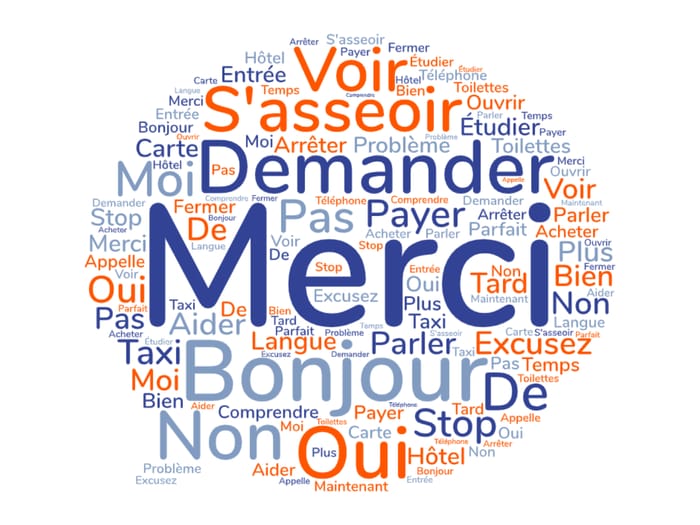 Arrêter S'asseoir
Payer Fermer
Hôtel Voir Étudier
Étudier
Entrée Téléphone
Carte Hôtel
Temps Bien Toilettes
Langue Comprendre
Merci S'asseoir Ouvrir
Entrée Parler Temps
Bonjour Étudier Payer
Ouvrir Problème
Carte Moi Arrêter Problème Toilettes
Hôtel Merci
Moi Pas Demander Ouvrir
Appelle Voir
Demander Comprendre Fermer Téléphone Comprendre Demander Maintenant
Stop Fermer Bonjour Pas Payer Arrêter Parler
Acheter De Acheter Parler Parfait Acheter
Merci Langue Voir Stop Plus Ouvrir
Appelle De
Voir Merci Stop Entrée Non Bien Fermer
Oui Excusez Oui Tard Aider
Parfait Taxi De Bien Plus Maintenant Non
Pas Aider Tard Taxi Langue
Acheter Parfait Problème Temps S'asseoir Carte S'asseoir Parfait
Étudier Langue Parler Excusez
Taxi Excusez Demander Taxi
Bonjour Pas Temps
Moi De Toilettes
Bien Aider Comprendre Téléphone Payer Tard
Non Moi Toilettes Carte Stop Appelle
Oui Oui
Plus Téléphone Arrêter
Hôtel Non
Problème Aider Bonjour
Excusez Appelle Maintenant Entrée